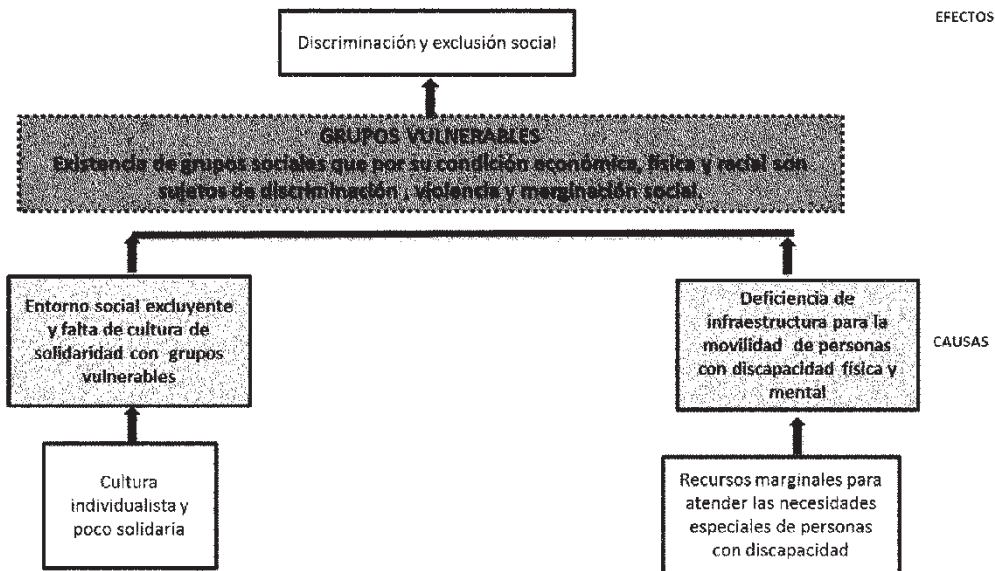 EFECTOS
Discriminación y exclusión social
GRUPOS VULNERABLES
Existencia de grupos sociales que por su condición económica, física y racial son
sujetos de discriminación , violencia y marginación social.
Entorno social excluyente
y falta de cultura de
solidaridad con grupos
vulnerables
Deficiencia de
infraestructura para la
movilidad de personas
con discapacidad física y
mental
CAUSAS
Cultura
individualista y
poco solidaria
Recursos marginales para
atender las necesidades
especiales de personas
con discapacidad